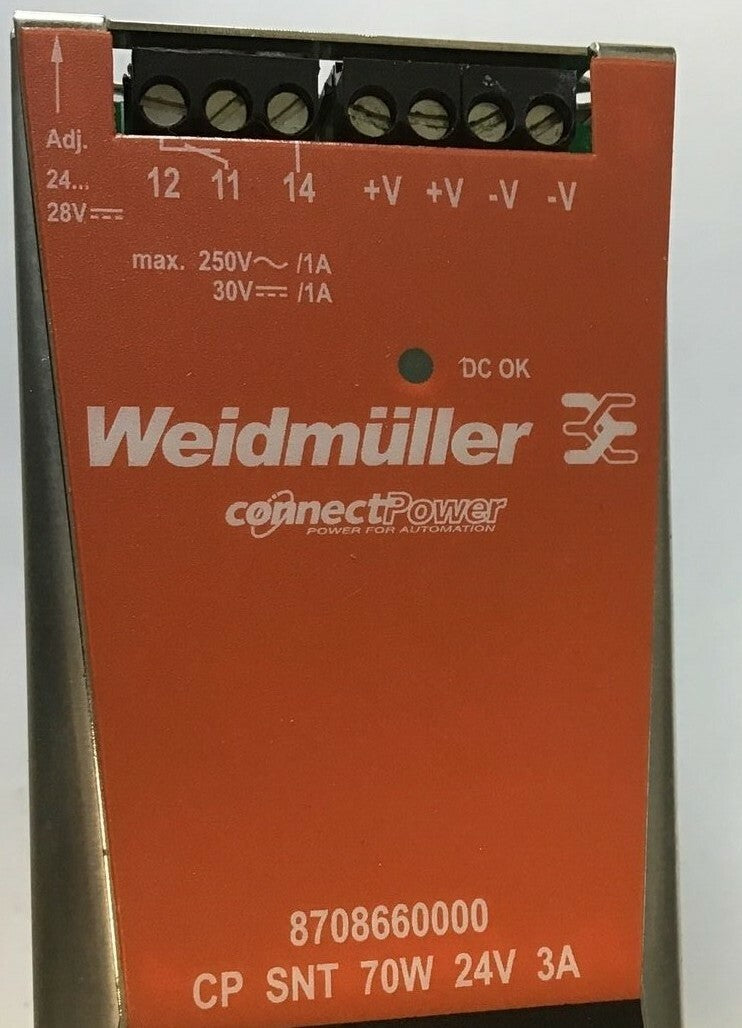 Adj.
24...
28V⎓
12 11 14 +V +V -V -V
max. 250V～ /1A
30V⎓ /1A
DC OK
Weidmüller
connectPower
POWER FOR AUTOMATION
8708660000
CP SNT 70W 24V 3A